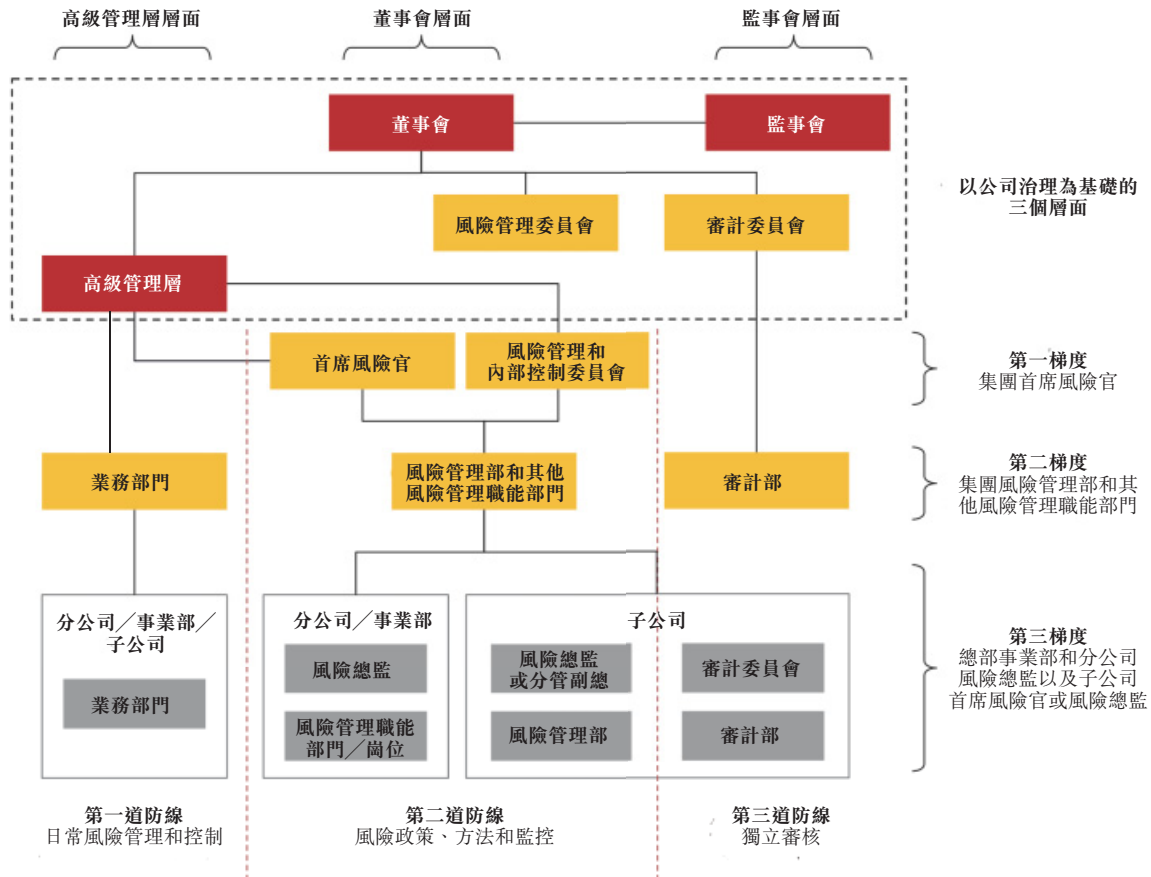 高級管理層層面
董事會層面
監事會層面
董事會
監事會
風險管理委員會
審計委員會
以公司治理為基礎的
三個層面
高級管理層
首席風險官
風險管理和
內部控制委員會
第一梯度
集團首席風險官
業務部門
風險管理部和其他
風險管理職能部門
審計部
第二梯度
集團風險管理部和其
他風險管理職能部門
分公司／事業部／
子公司
業務部門
分公司／事業部
風險總監
風險管理職能
部門／崗位
子公司
風險總監
或分管副總
審計委員會
風險管理部
審計部
第三梯度
總部事業部和分公司
風險總監以及子公司
首席風險官或風險總監
第一道防線
日常風險管理和控制
第二道防線
風險政策、方法和監控
第三道防線
獨立審核